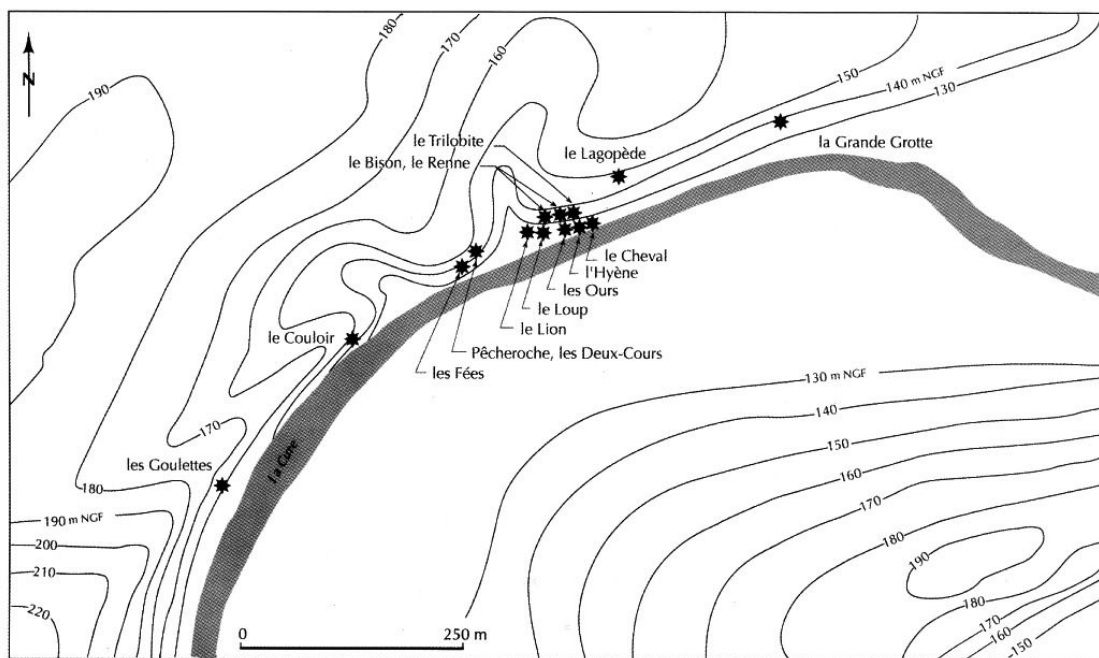 180
170
160
190
150
140 m NGF
130
N
le Trilobite
le Bison, le Renne
le Lagopède
la Grande Grotte
le Cheval
l'Hyène
les Ours
le Loup
le Lion
Pêcheroche, les Deux-Cours
les Fées
le Couloir
130 m NGF
140
150
160
170
180
190
180
170
160
150
170
les Goulettes
La Cure
180
190 m NGF
200
210
220
0
250 m